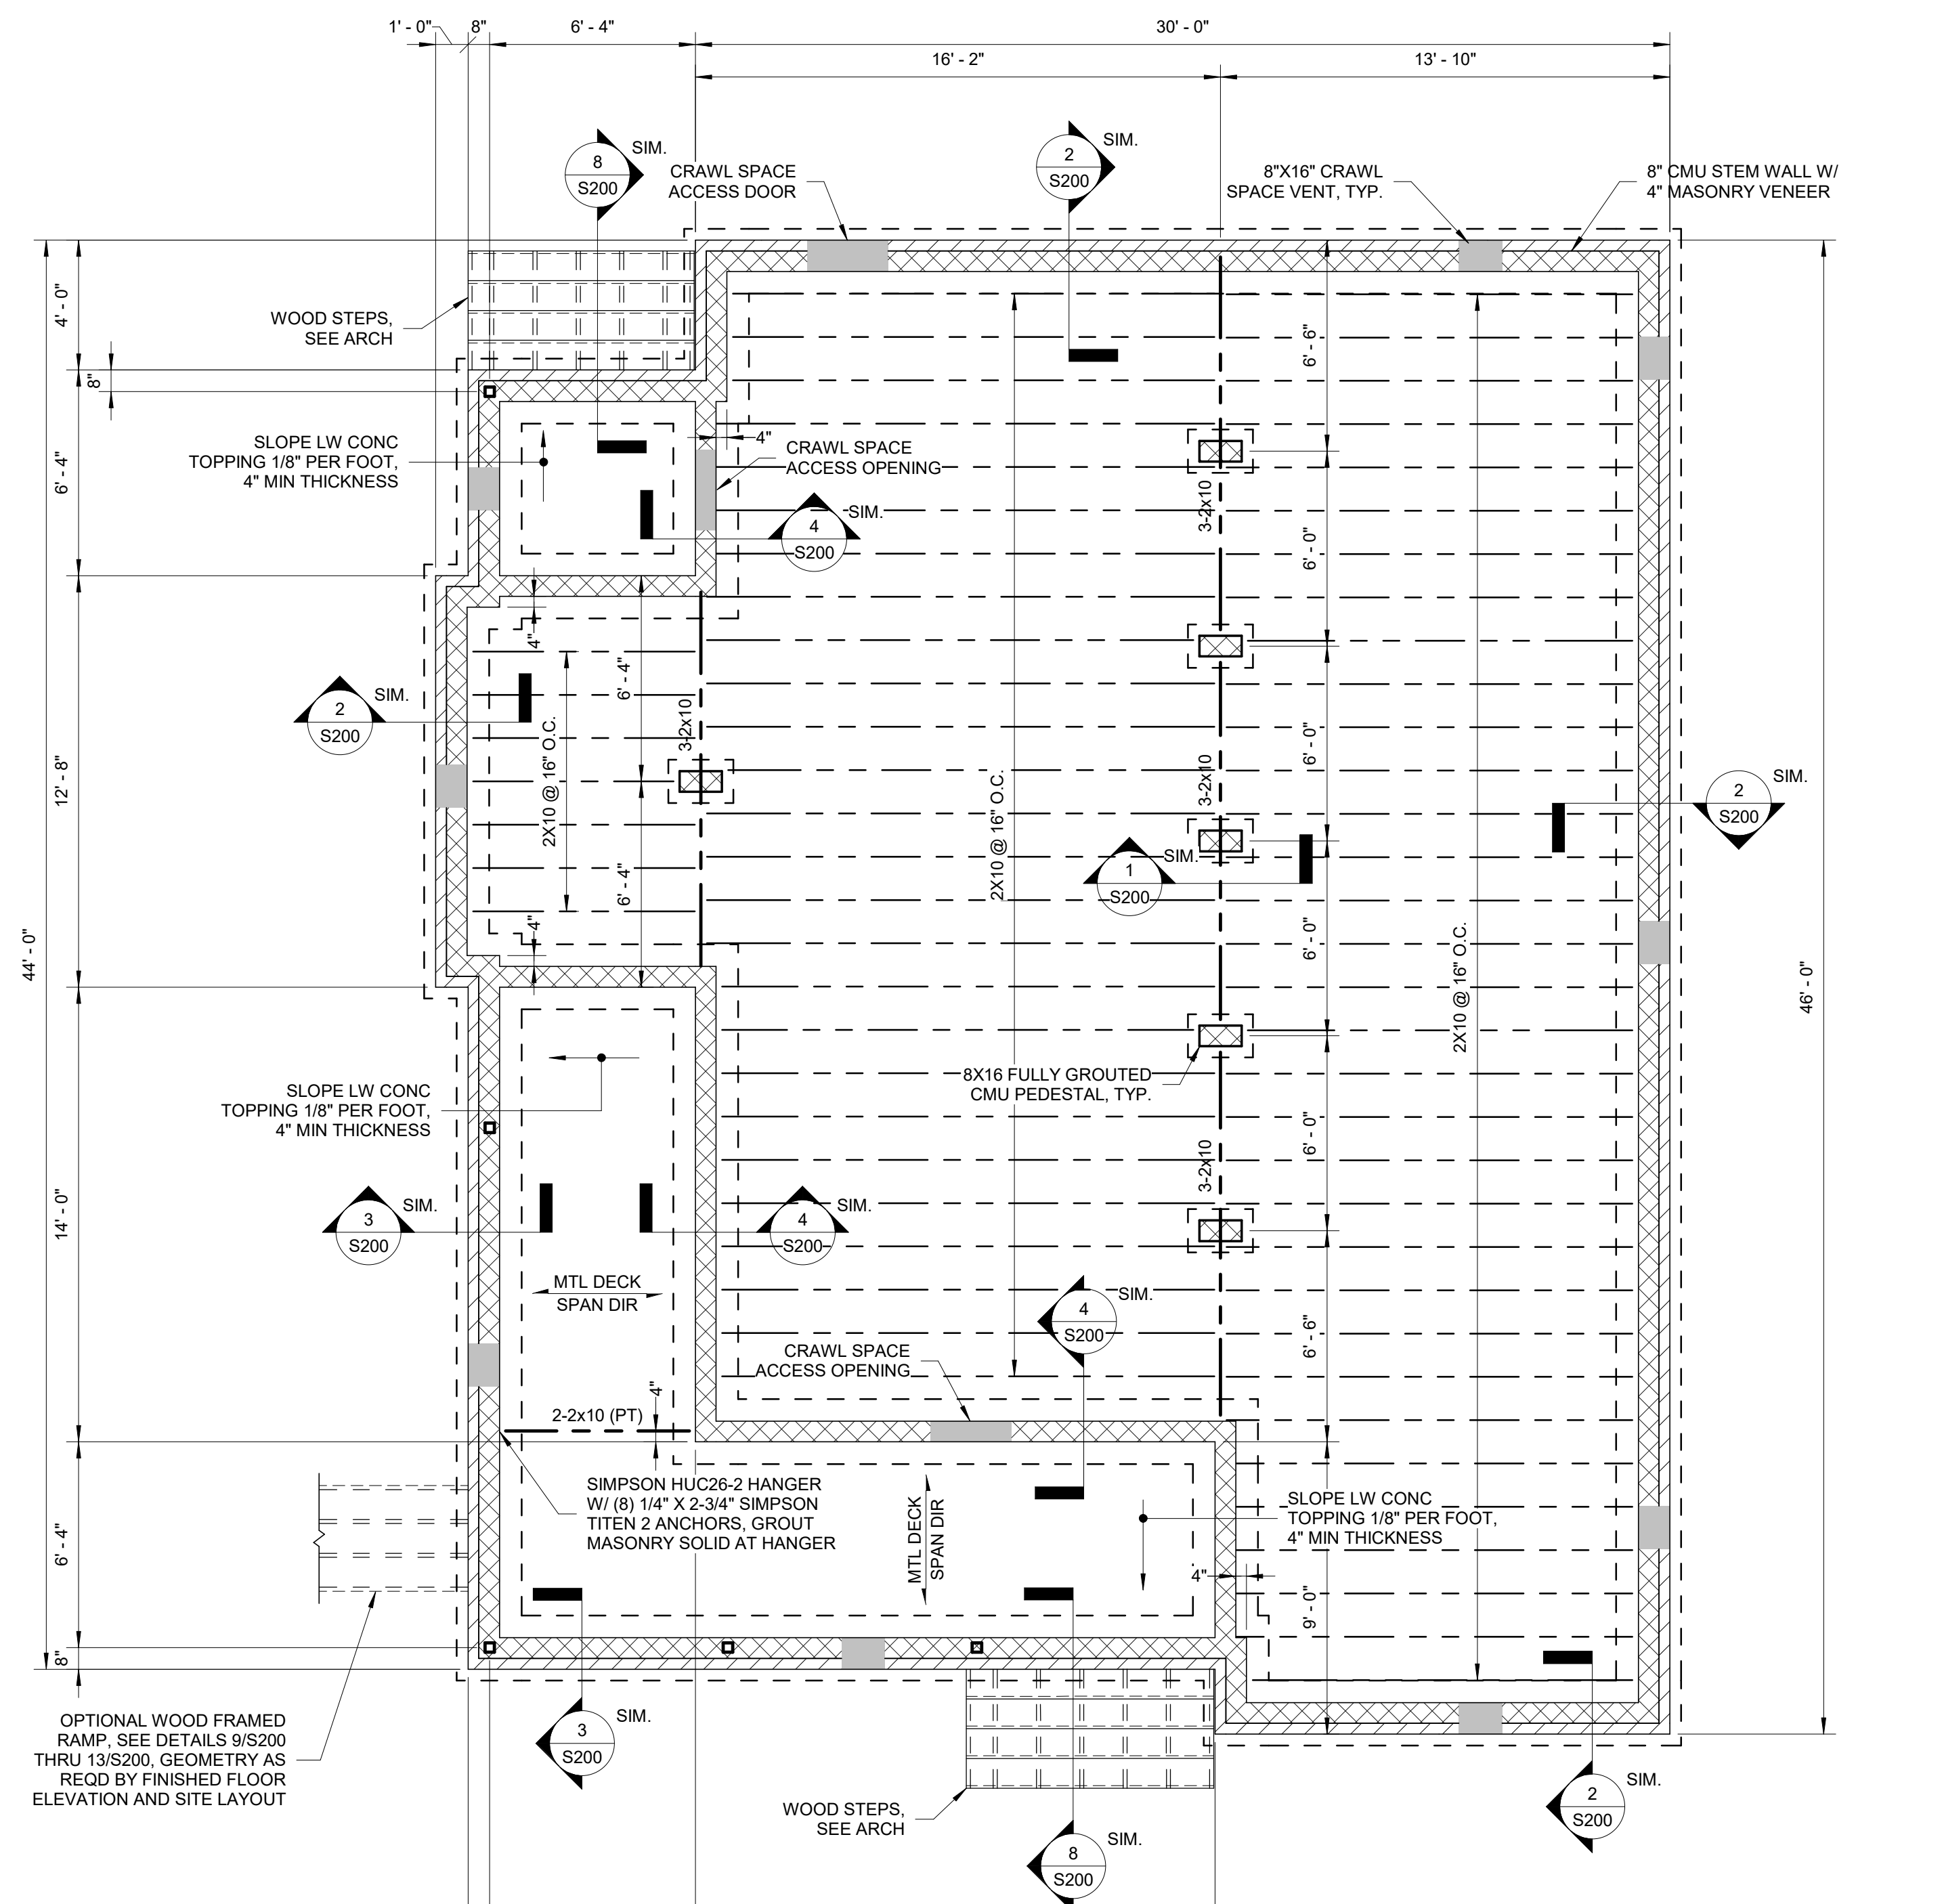 1' - 0"
8"
6' - 4"
30' - 0"
16' - 2"
13' - 10"
8
S200
SIM.
CRAWL SPACE
ACCESS DOOR
2
S200
SIM.
8"X16" CRAWL
SPACE VENT, TYP.
8" CMU STEM WALL W/
4" MASONRY VENEER
4' - 0"
WOOD STEPS,
SEE ARCH
6' - 6"
8"
SLOPE LW CONC
TOPPING 1/8" PER FOOT,
4" MIN THICKNESS
6' - 4"
4"
CRAWL SPACE
ACCESS OPENING
3-2x10
4
S200
SIM.
6' - 0"
4"
6' - 4"
2
S200
SIM.
3-2x10
2X10 @ 16" O.C.
12' - 8"
6' - 0"
3-2x10
2X10 @ 16" O.C.
2
S200
SIM.
1
S200
SIM.
6' - 4"
4"
6' - 0"
44' - 0"
46' - 0"
2X10 @ 16" O.C.
8X16 FULLY GROUTED
CMU PEDESTAL, TYP.
SLOPE LW CONC
TOPPING 1/8" PER FOOT,
4" MIN THICKNESS
6' - 0"
3-2x10
14' - 0"
3
S200
SIM.
4
S200
SIM.
MTL DECK
SPAN DIR
4
S200
SIM.
6' - 6"
CRAWL SPACE
ACCESS OPENING
4"
2-2x10 (PT)
SIMPSON HUC26-2 HANGER
W/ (8) 1/4" X 2-3/4" SIMPSON
TITEN 2 ANCHORS, GROUT
MASONRY SOLID AT HANGER
MTL DECK
SPAN DIR
SLOPE LW CONC
TOPPING 1/8" PER FOOT,
4" MIN THICKNESS
6' - 4"
4"
9' - 0"
8"
OPTIONAL WOOD FRAMED
RAMP, SEE DETAILS 9/S200
THRU 13/S200, GEOMETRY AS
REQD BY FINISHED FLOOR
ELEVATION AND SITE LAYOUT
3
S200
SIM.
WOOD STEPS,
SEE ARCH
8
S200
SIM.
2
S200
SIM.